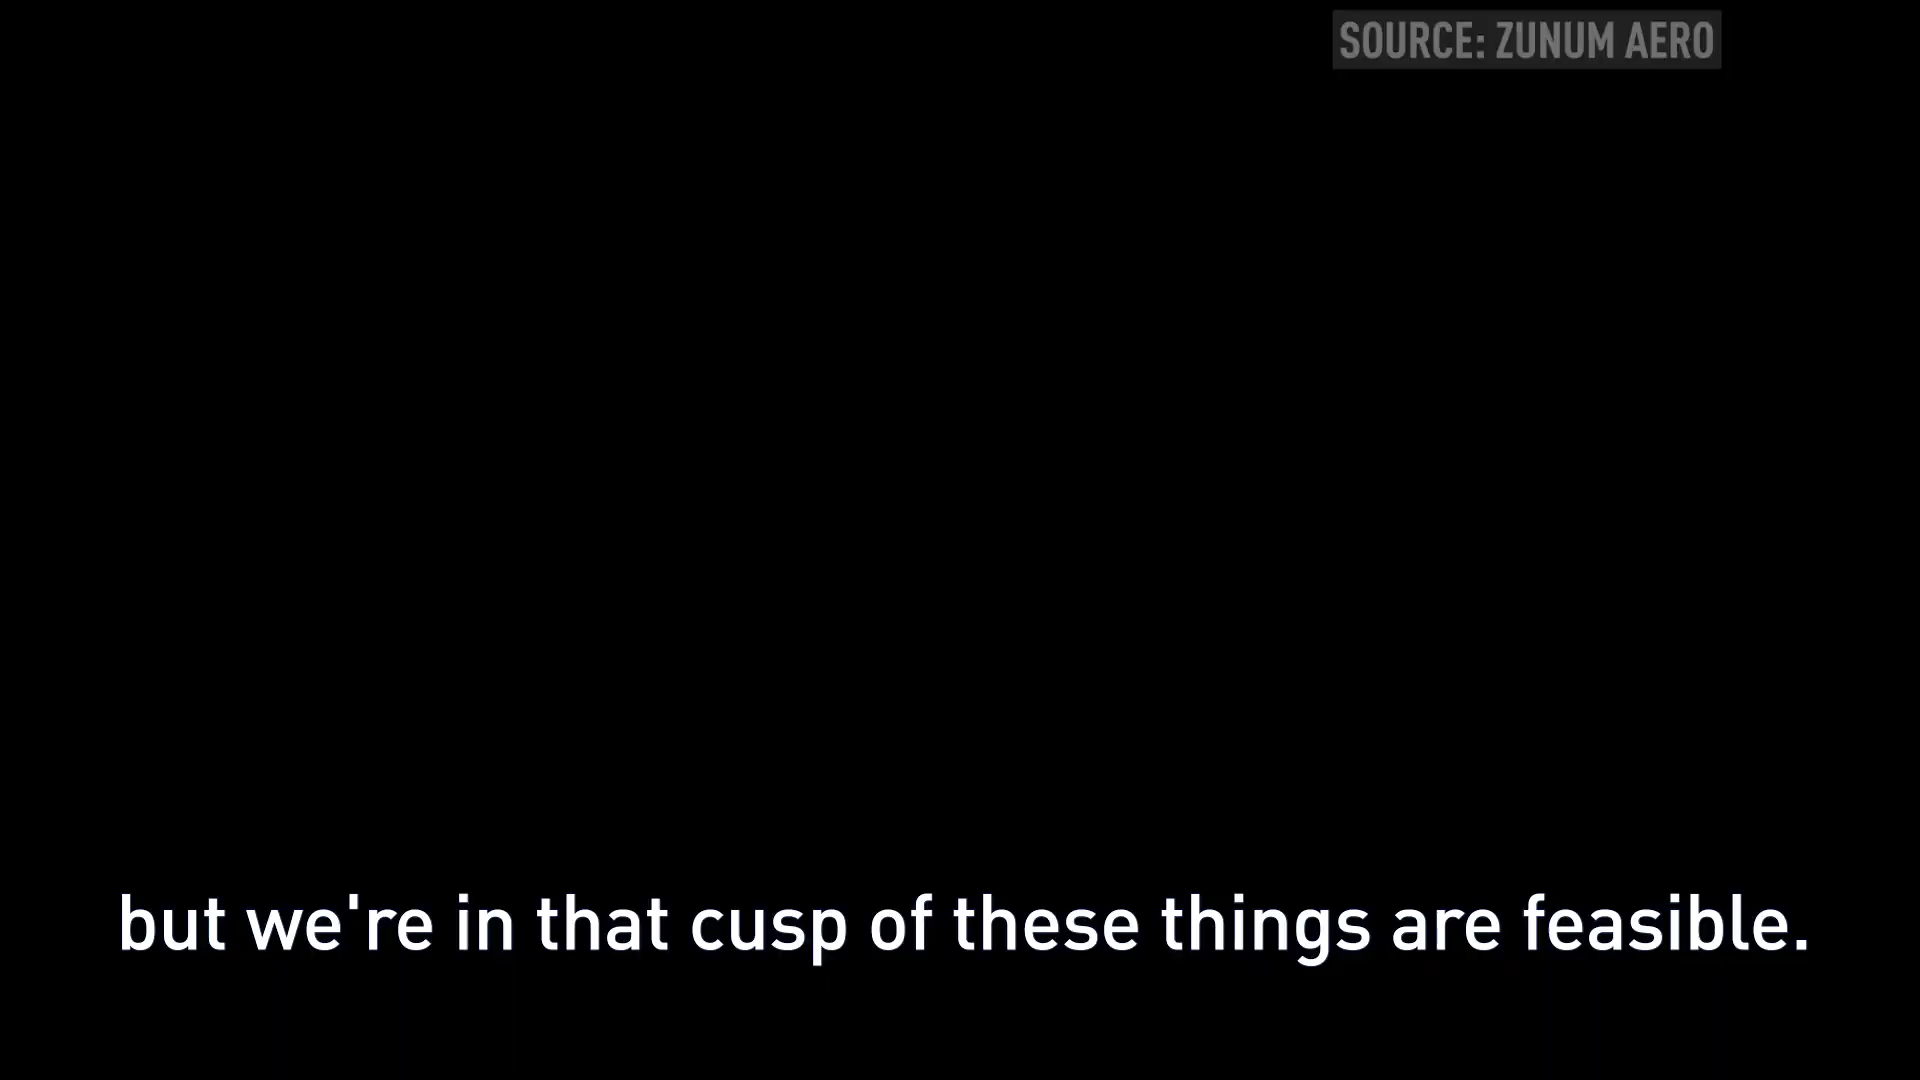 SOURCE: ZUNUM AERO
but we're in that cusp of these things are feasible.